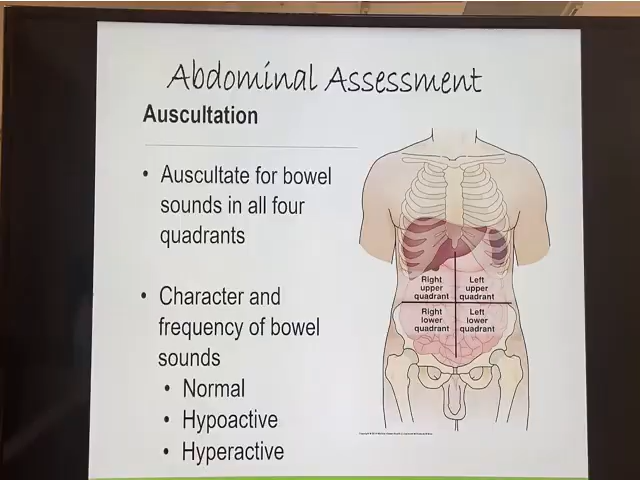 Abdominal Assessment
Auscultation
• Auscultate for bowel
sounds in all four
quadrants
• Character and
frequency of bowel
sounds
• Normal
• Hypoactive
• Hyperactive
Right
upper
quadrant
Left
upper
quadrant
Right
lower
quadrant
Left
lower
quadrant